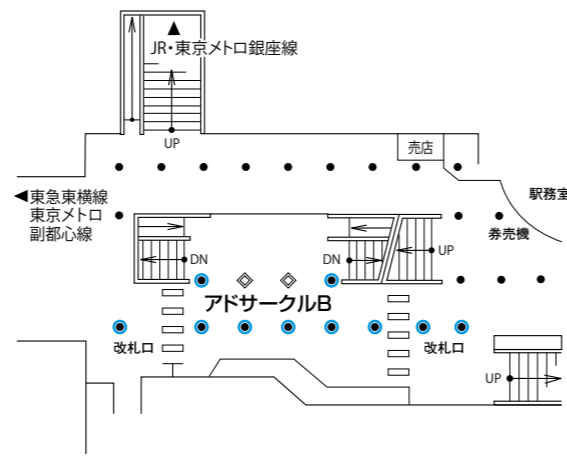 ▲
JR・東京メトロ銀座線
UP
売店
◀東急東横線
東京メトロ
副都心線
駅務室
券売機
DN
DN
UP
アドサークルB
改札口
改札口
UP